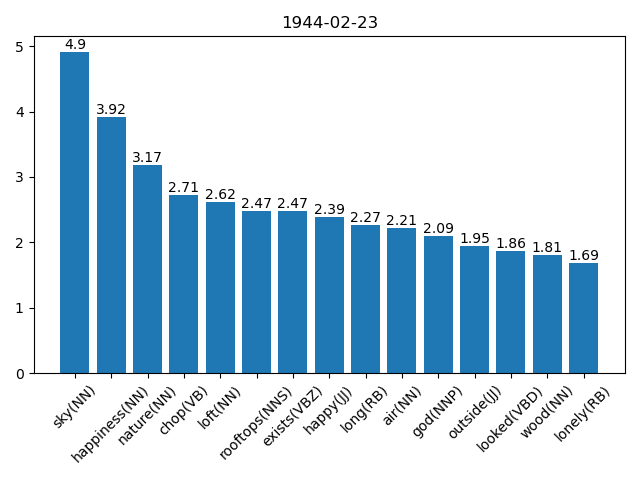 1944-02-23
5
4
3
2
1
0
4.9
3.92
3.17
2.71
2.62
2.47
2.47
2.39
2.27
2.21
2.09
1.95
1.86
1.81
1.69
sky(NN)
happiness(NN)
nature(NN)
chop(VB)
loft(NN)
rooftops(NNS)
exists(VBZ)
happy(JJ)
long(RB)
air(NN)
god(NNP)
outside(JJ)
looked(VBD)
wood(NN)
lonely(RB)